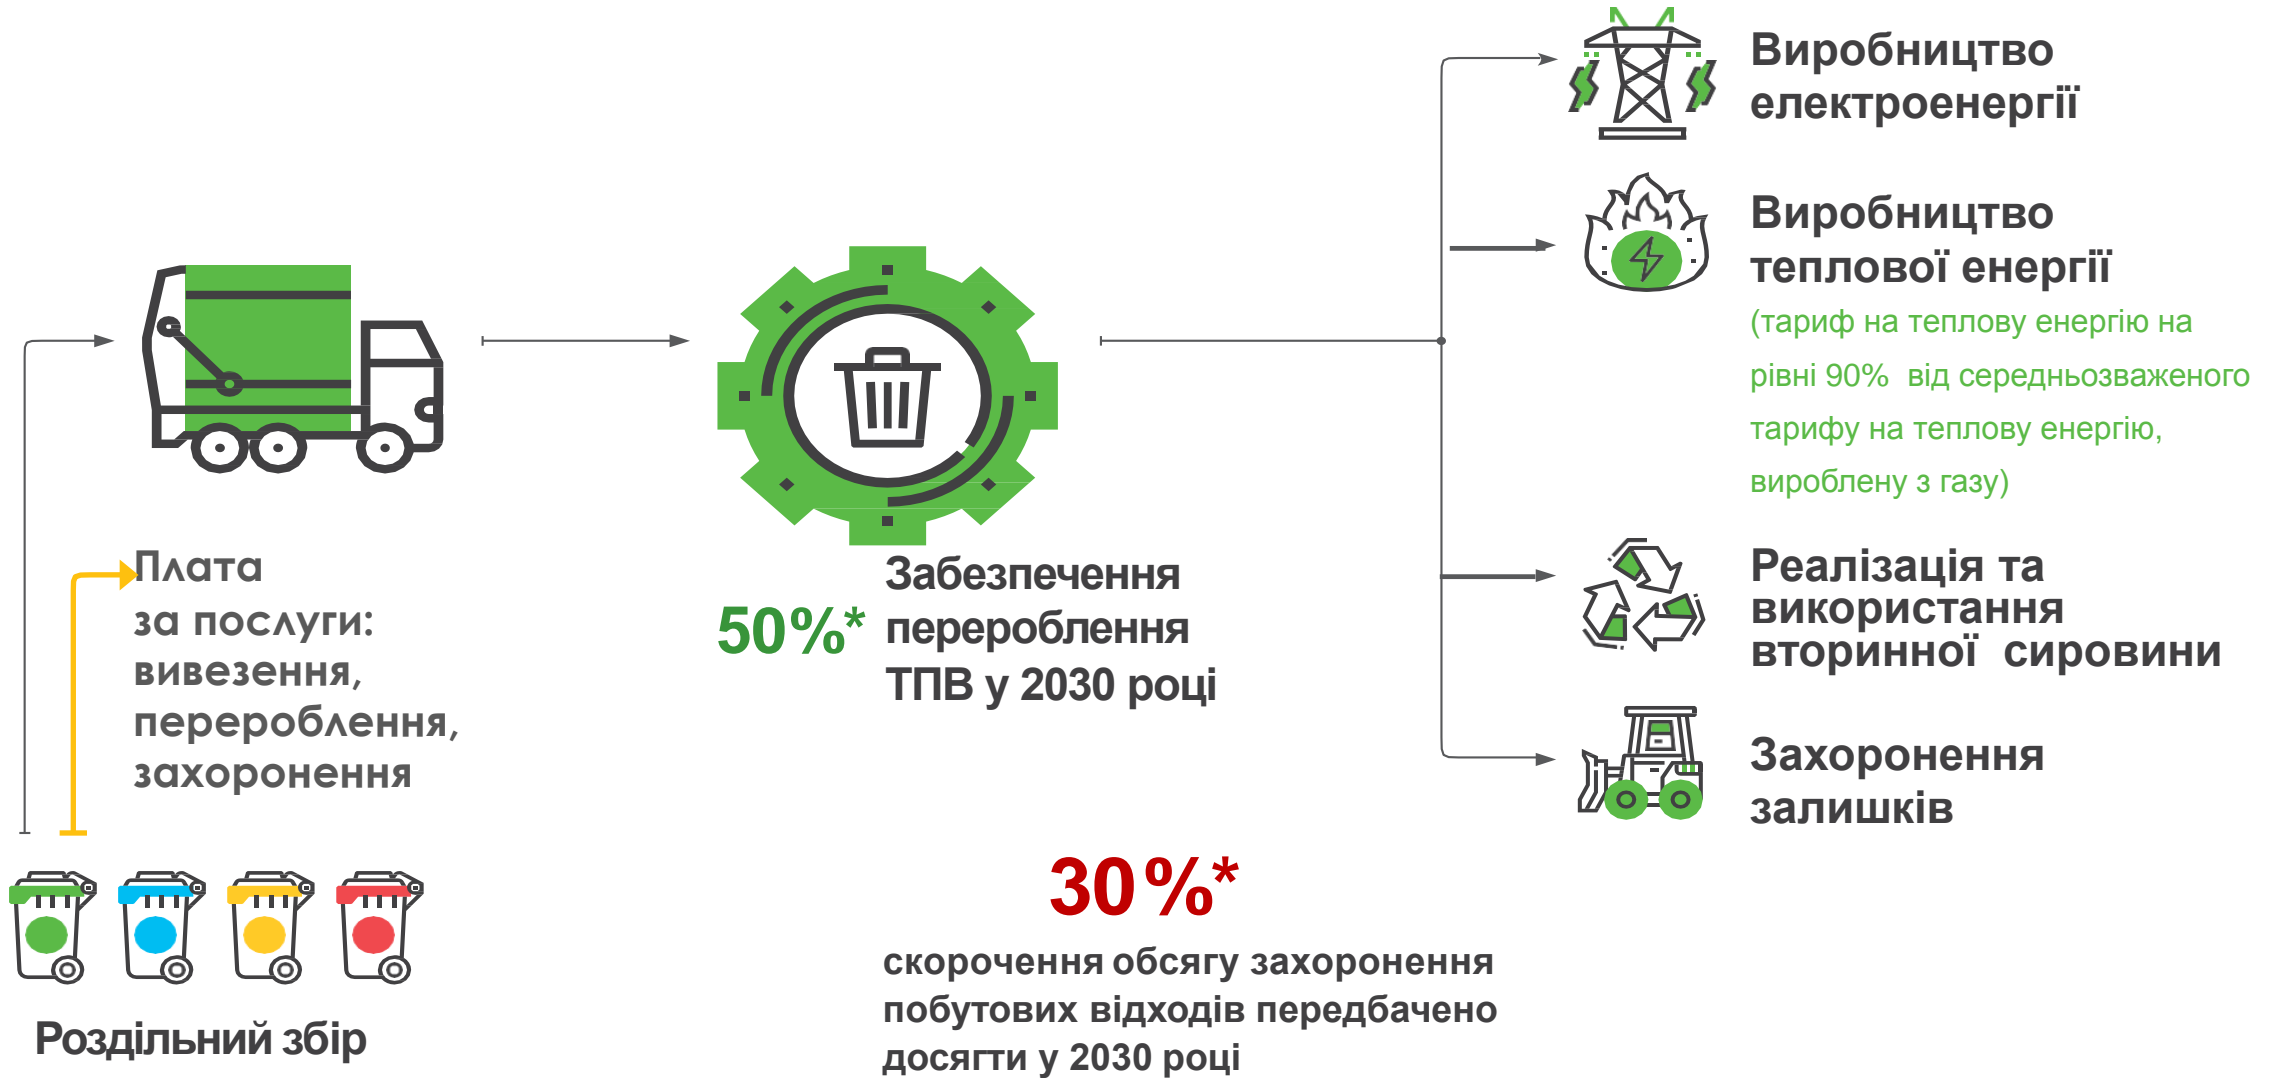 Виробництво
електроенергії
Виробництво
теплової енергії
(тариф на теплову енергію на
рівні 90% від середньозваженого
тарифу на теплову енергію,
вироблену з газу)
Реалізація та
використання
вторинної сировини
Захоронення
залишків
Плата
за послуги:
вивезення,
перероблення,
захоронення
50%*
Забезпечення
перероблення
ТПВ у 2030 році
30%*
скорочення обсягу захоронення
побутових відходів передбачено
досягти у 2030 році
Роздільний збір